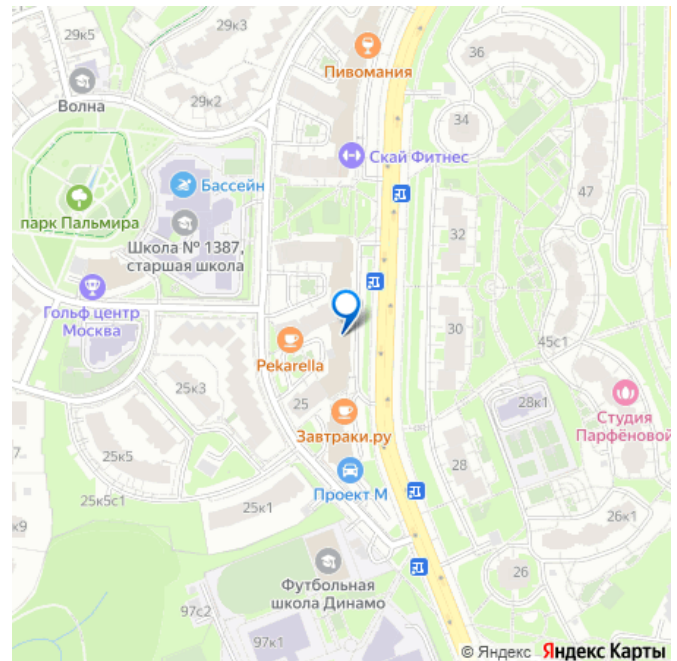 29к5
29к3
36
Пивомания
Волна
29к2
34
Скай Фитнес
Бассейн
47
парк Пальмира
Школа № 1387,
старшая школа
32
Гольф центр
Москва
30
45с1
Pekarella
25к3
28к1
25
Студия
Парфёновой
Завтраки.ру
25к5
28
Проект М
25к5с1
25к1
26к1
7.
к9
Футбольная
школа Динамо
26
97с2
97к1
© Яндекс Яндекс Карты